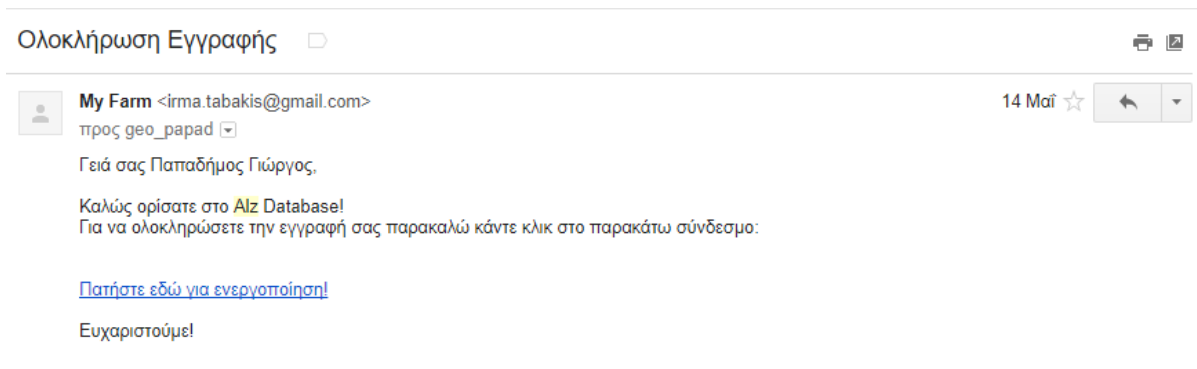 Ολοκλήρωση Εγγραφής
My Farm <irma.tabakis@gmail.com>
14 Μαΐ
προς geo_papad
Γειά σας Παπαδήμος Γιώργος,
Καλώς ορίσατε στο Alz Database!
Για να ολοκληρώσετε την εγγραφή σας παρακαλώ κάντε κλικ στο παρακάτω σύνδεσμο:
Πατήστε εδώ για ενεργοποίηση!
Ευχαριστούμε!